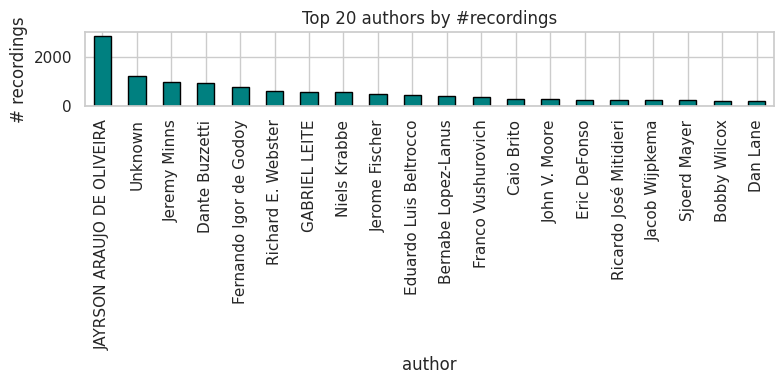 Top 20 authors by #recordings
# recordings
2000
0
JAYRSON ARAUJO DE OLIVEIRA
Unknown
Jeremy Minns
Dante Buzzetti
Fernando Igor de Godoy
Richard E. Webster
GABRIEL LEITE
Niels Krabbe
Jerome Fischer
Eduardo Luis Beltrocco
Bernabe Lopez-Lanus
Franco Vushurovich
Caio Brito
John V. Moore
Eric DeFonso
Ricardo José Mitidieri
Jacob Wijpkema
Sjoerd Mayer
Bobby Wilcox
Dan Lane
author